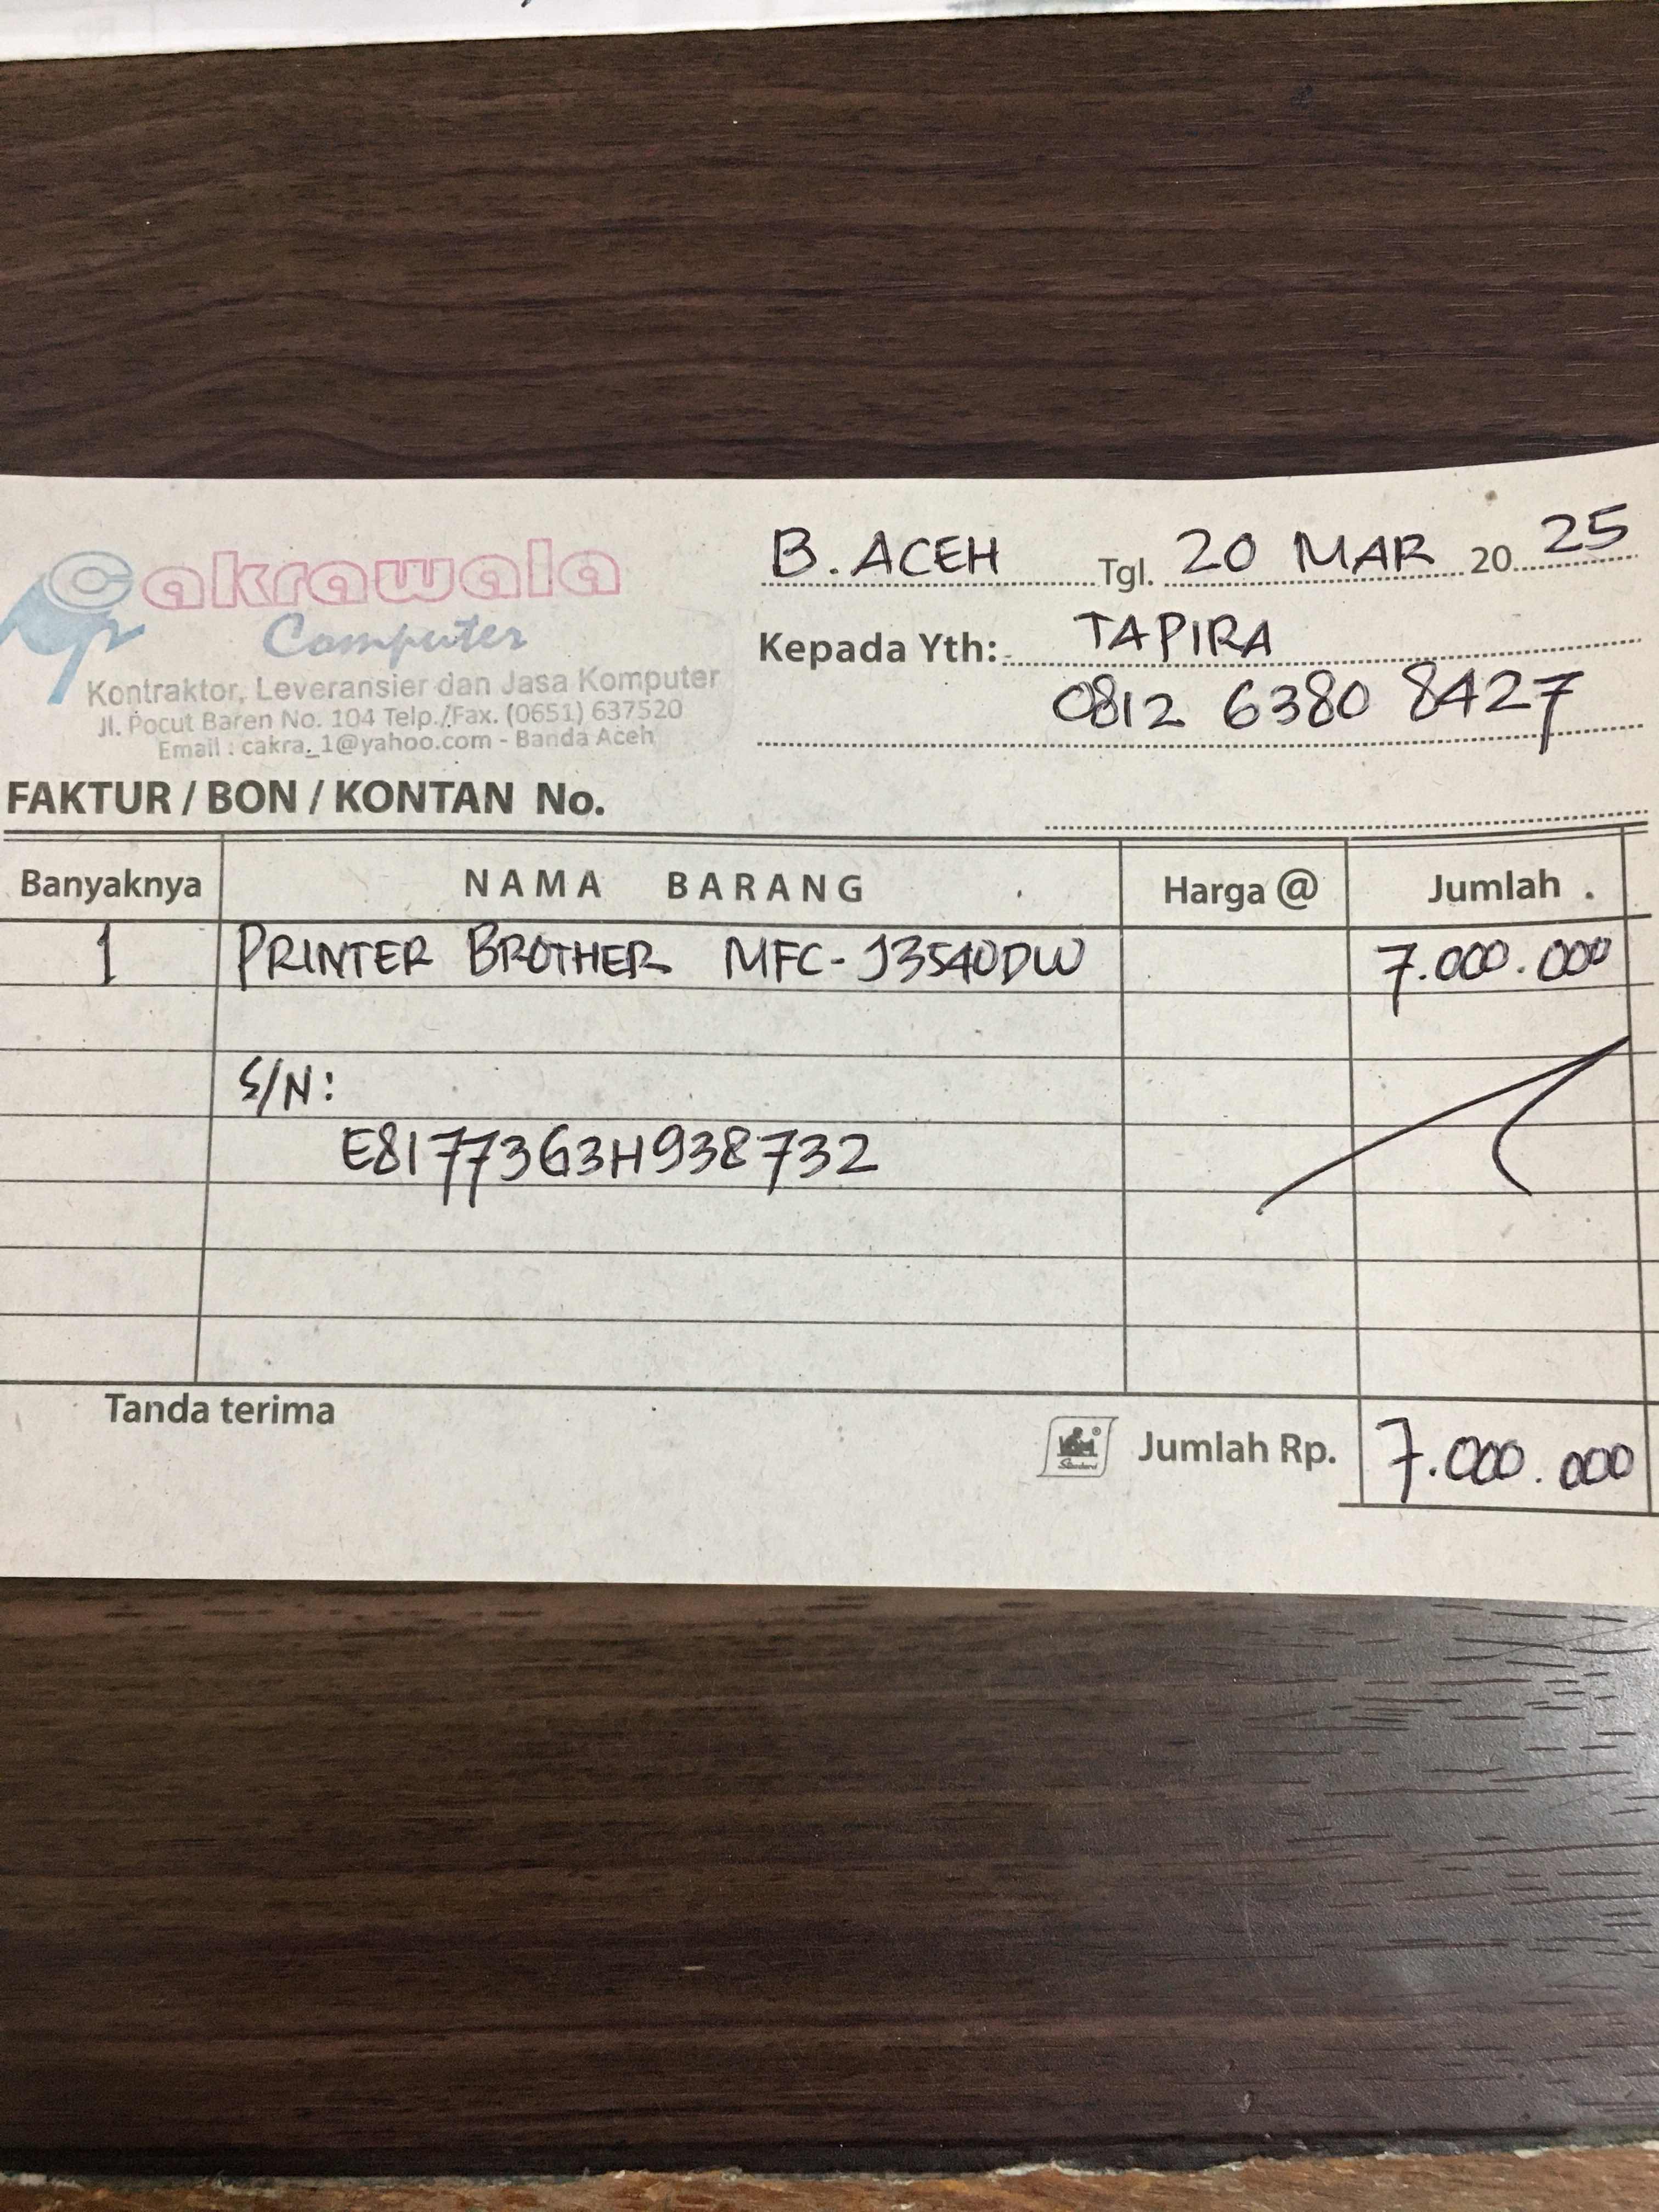 B. ACEH Tgl. 20 MAR 2025
Cakrawala
Computer
Kontraktor, Leveransier dan Jasa Komputer
Jl. Pocut Baren No. 104 Telp./Fax. (0651) 637520
Email : cakra_1@yahoo.com - Banda Aceh
Kepada Yth: TAPIRA
0812 6380 8427
FAKTUR / BON / KONTAN No.
Banyaknya NAMA BARANG Harga @ Jumlah
1 PRINTER BROTHER MFC-J3540DW 7.000.000
S/N:
E81773G3H938732
Tanda terima
Jumlah Rp. 7.000.000